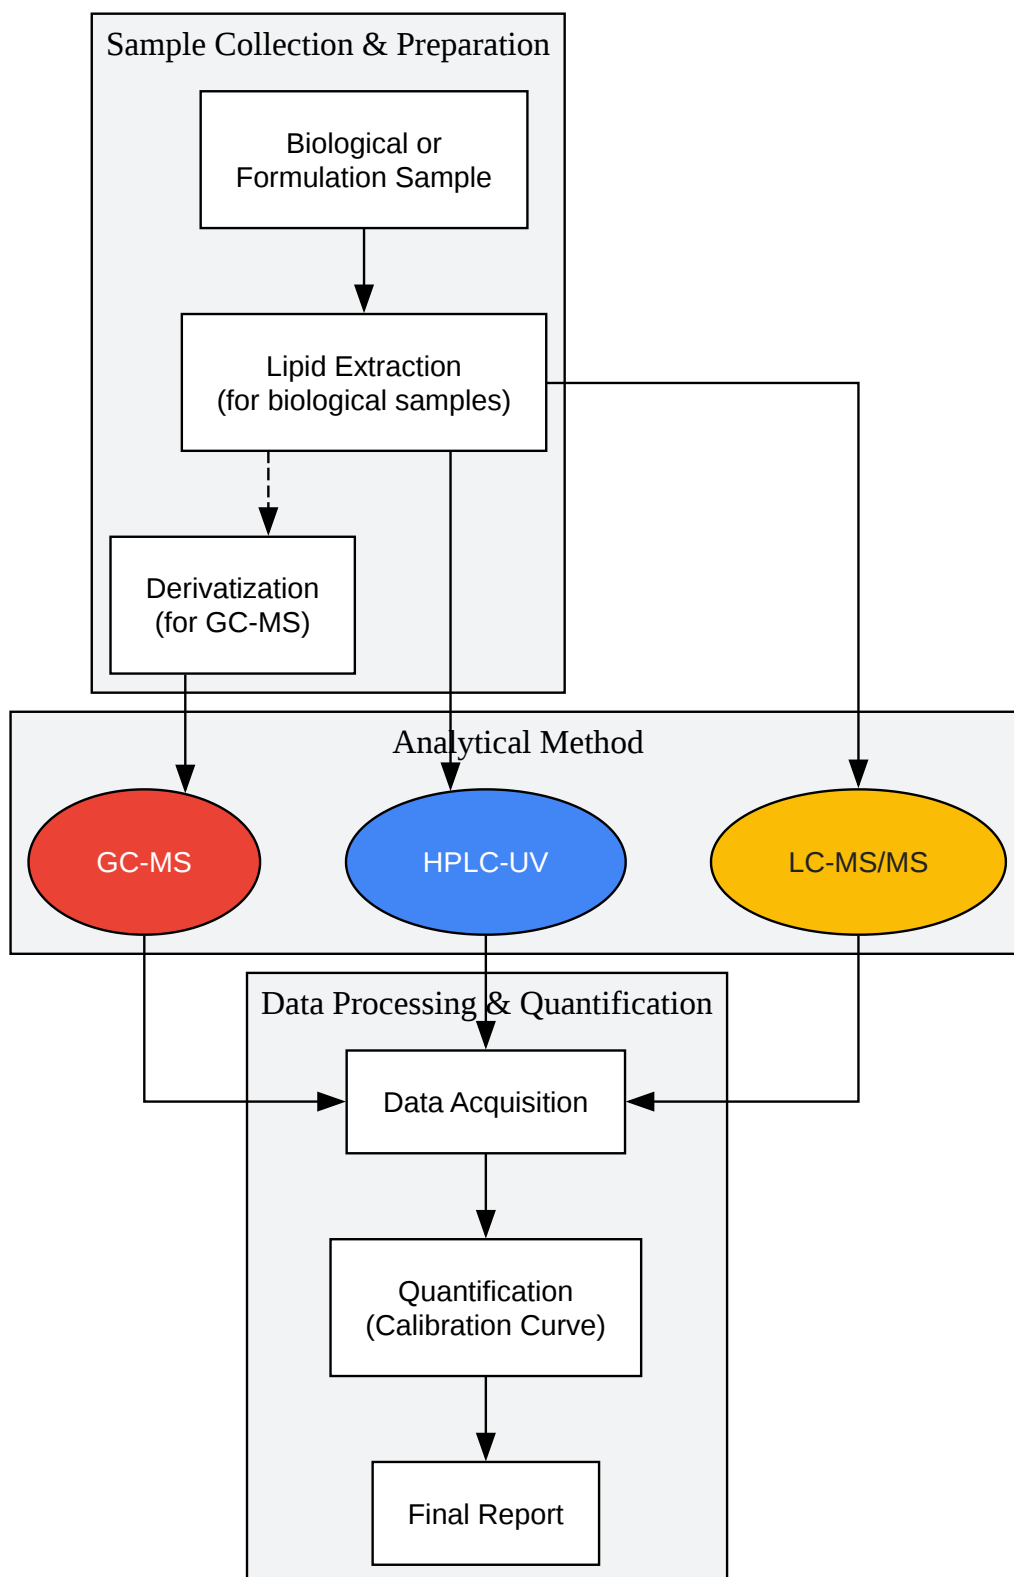 Sample Collection & Preparation
Biological or
Formulation Sample
Lipid Extraction
(for biological samples)
Derivatization
(for GC-MS)
Analytical Method
GC-MS
HPLC-UV
LC-MS/MS
Data Processing & Quantification
Data Acquisition
Quantification
(Calibration Curve)
Final Report